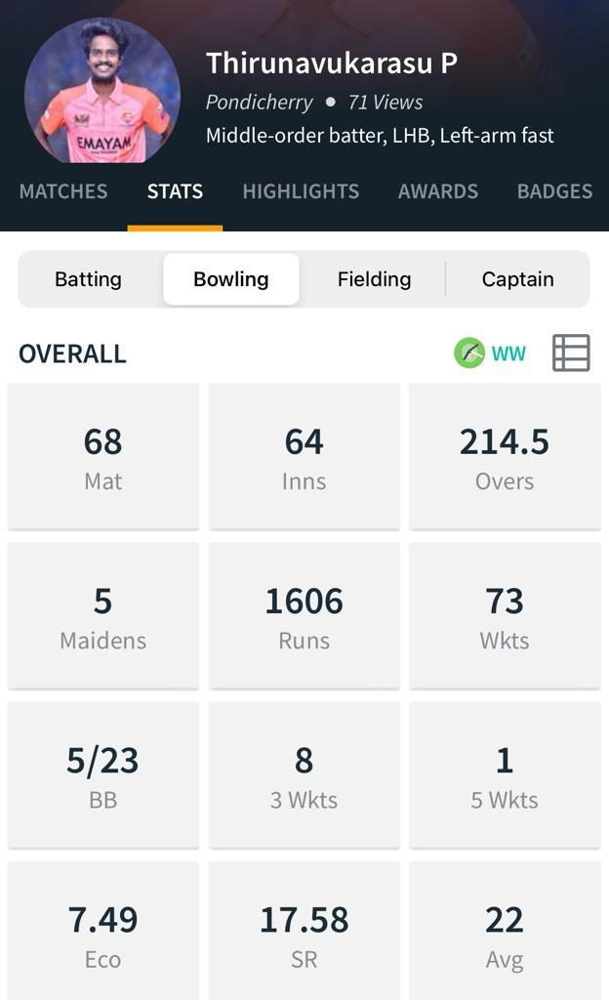 Thirunavukarasu P
Pondicherry ● 71 Views
Middle-order batter, LHB, Left-arm fast
EMAYAM
MATCHES STATS HIGHLIGHTS AWARDS BADGES
Batting Bowling Fielding Captain
OVERALL WW
68 64 214.5
Mat Inns Overs
5 1606 73
Maidens Runs Wkts
5/23 8 1
BB 3 Wkts 5 Wkts
7.49 17.58 22
Eco SR Avg